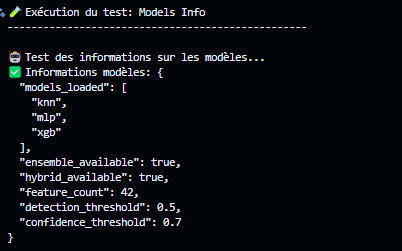 🧪 Exécution du test: Models Info
--------------------------------------------------
🤖 Test des informations sur les modèles...
✅ Informations modèles: {
"models_loaded": [
"knn",
"mlp",
"xgb"
],
"ensemble_available": true,
"hybrid_available": true,
"feature_count": 42,
"detection_threshold": 0.5,
"confidence_threshold": 0.7
}